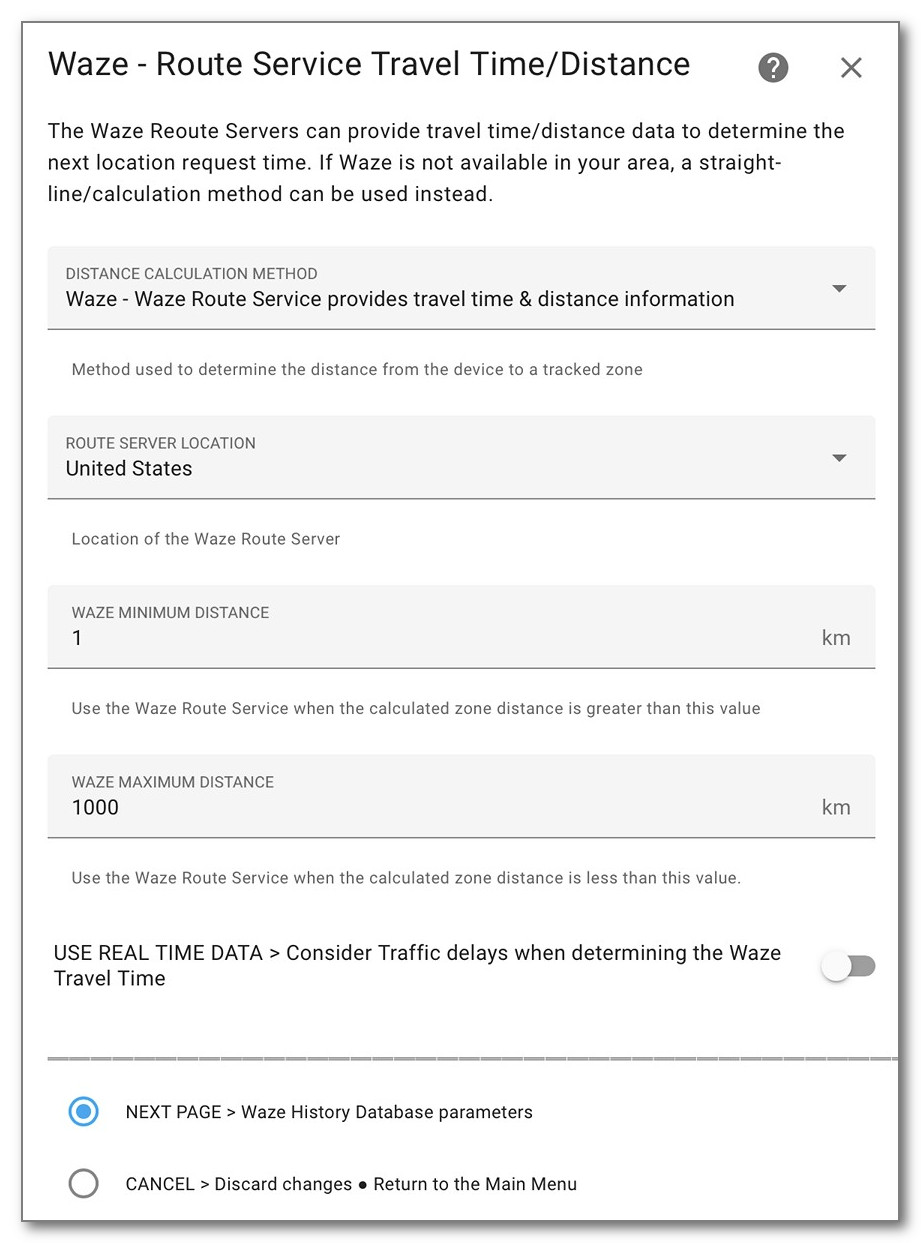 Waze - Route Service Travel Time/Distance
The Waze Reoute Servers can provide travel time/distance data to determine the
next location request time. If Waze is not available in your area, a straight-
line/calculation method can be used instead.
DISTANCE CALCULATION METHOD
Waze - Waze Route Service provides travel time & distance information
Method used to determine the distance from the device to a tracked zone
ROUTE SERVER LOCATION
United States
Location of the Waze Route Server
WAZE MINIMUM DISTANCE
1 km
Use the Waze Route Service when the calculated zone distance is greater than this value
WAZE MAXIMUM DISTANCE
1000 km
Use the Waze Route Service when the calculated zone distance is less than this value.
USE REAL TIME DATA > Consider Traffic delays when determining the Waze
Travel Time
NEXT PAGE > Waze History Database parameters
CANCEL > Discard changes ● Return to the Main Menu